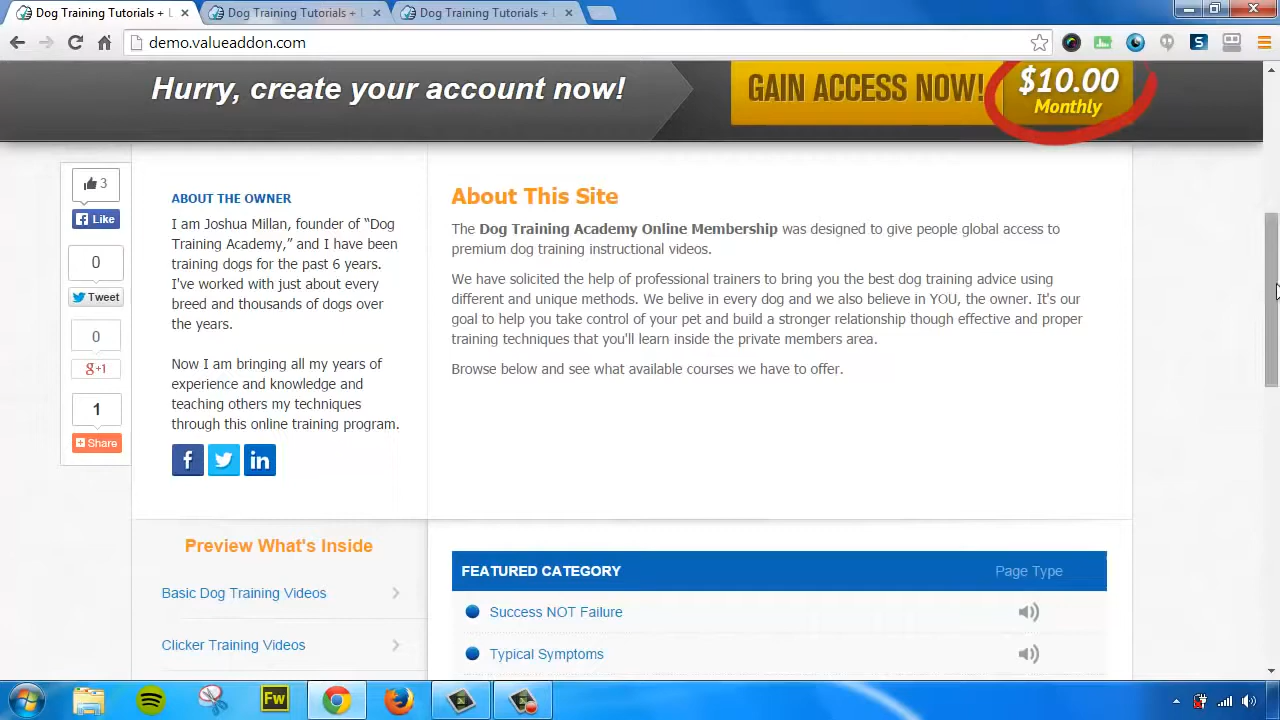 Dog Training Tutorials + L
Dog Training Tutorials + L
Dog Training Tutorials + L
demo.valueaddon.com
Hurry, create your account now!
GAIN ACCESS NOW!
$10.00
Monthly
3
Like
0
Tweet
0
g+1
1
Share
ABOUT THE OWNER
I am Joshua Millan, founder of “Dog
Training Academy,” and I have been
training dogs for the past 6 years.
I've worked with just about every
breed and thousands of dogs over
the years.
Now I am bringing all my years of
experience and knowledge and
teaching others my techniques
through this online training program.
About This Site
The Dog Training Academy Online Membership was designed to give people global access to
premium dog training instructional videos.
We have solicited the help of professional trainers to bring you the best dog training advice using
different and unique methods. We belive in every dog and we also believe in YOU, the owner. It's our
goal to help you take control of your pet and build a stronger relationship though effective and proper
training techniques that you'll learn inside the private members area.
Browse below and see what available courses we have to offer.
Preview What's Inside
Basic Dog Training Videos
Clicker Training Videos
FEATURED CATEGORY
Page Type
Success NOT Failure
Typical Symptoms
Fw